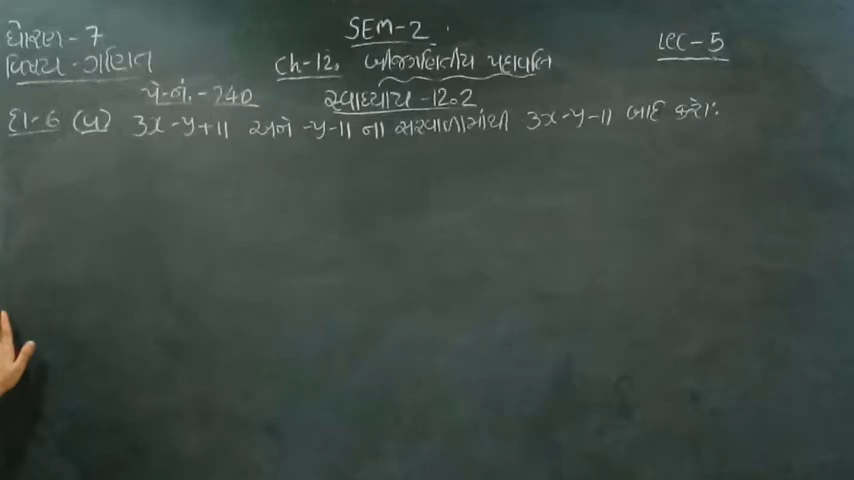 ધોરણ - 7
SEM-2
LEC-5
વિષય - ગણિત
Ch-12. બીજગણિતીય પદાવલિ
પે.નં. - 240
સ્વાધ્યાય - 12.2
દા-6 (પ) 3x-y+11 અને -y-11 ના સરવાળામાંથી 3x-y-11 બાદ કરો: